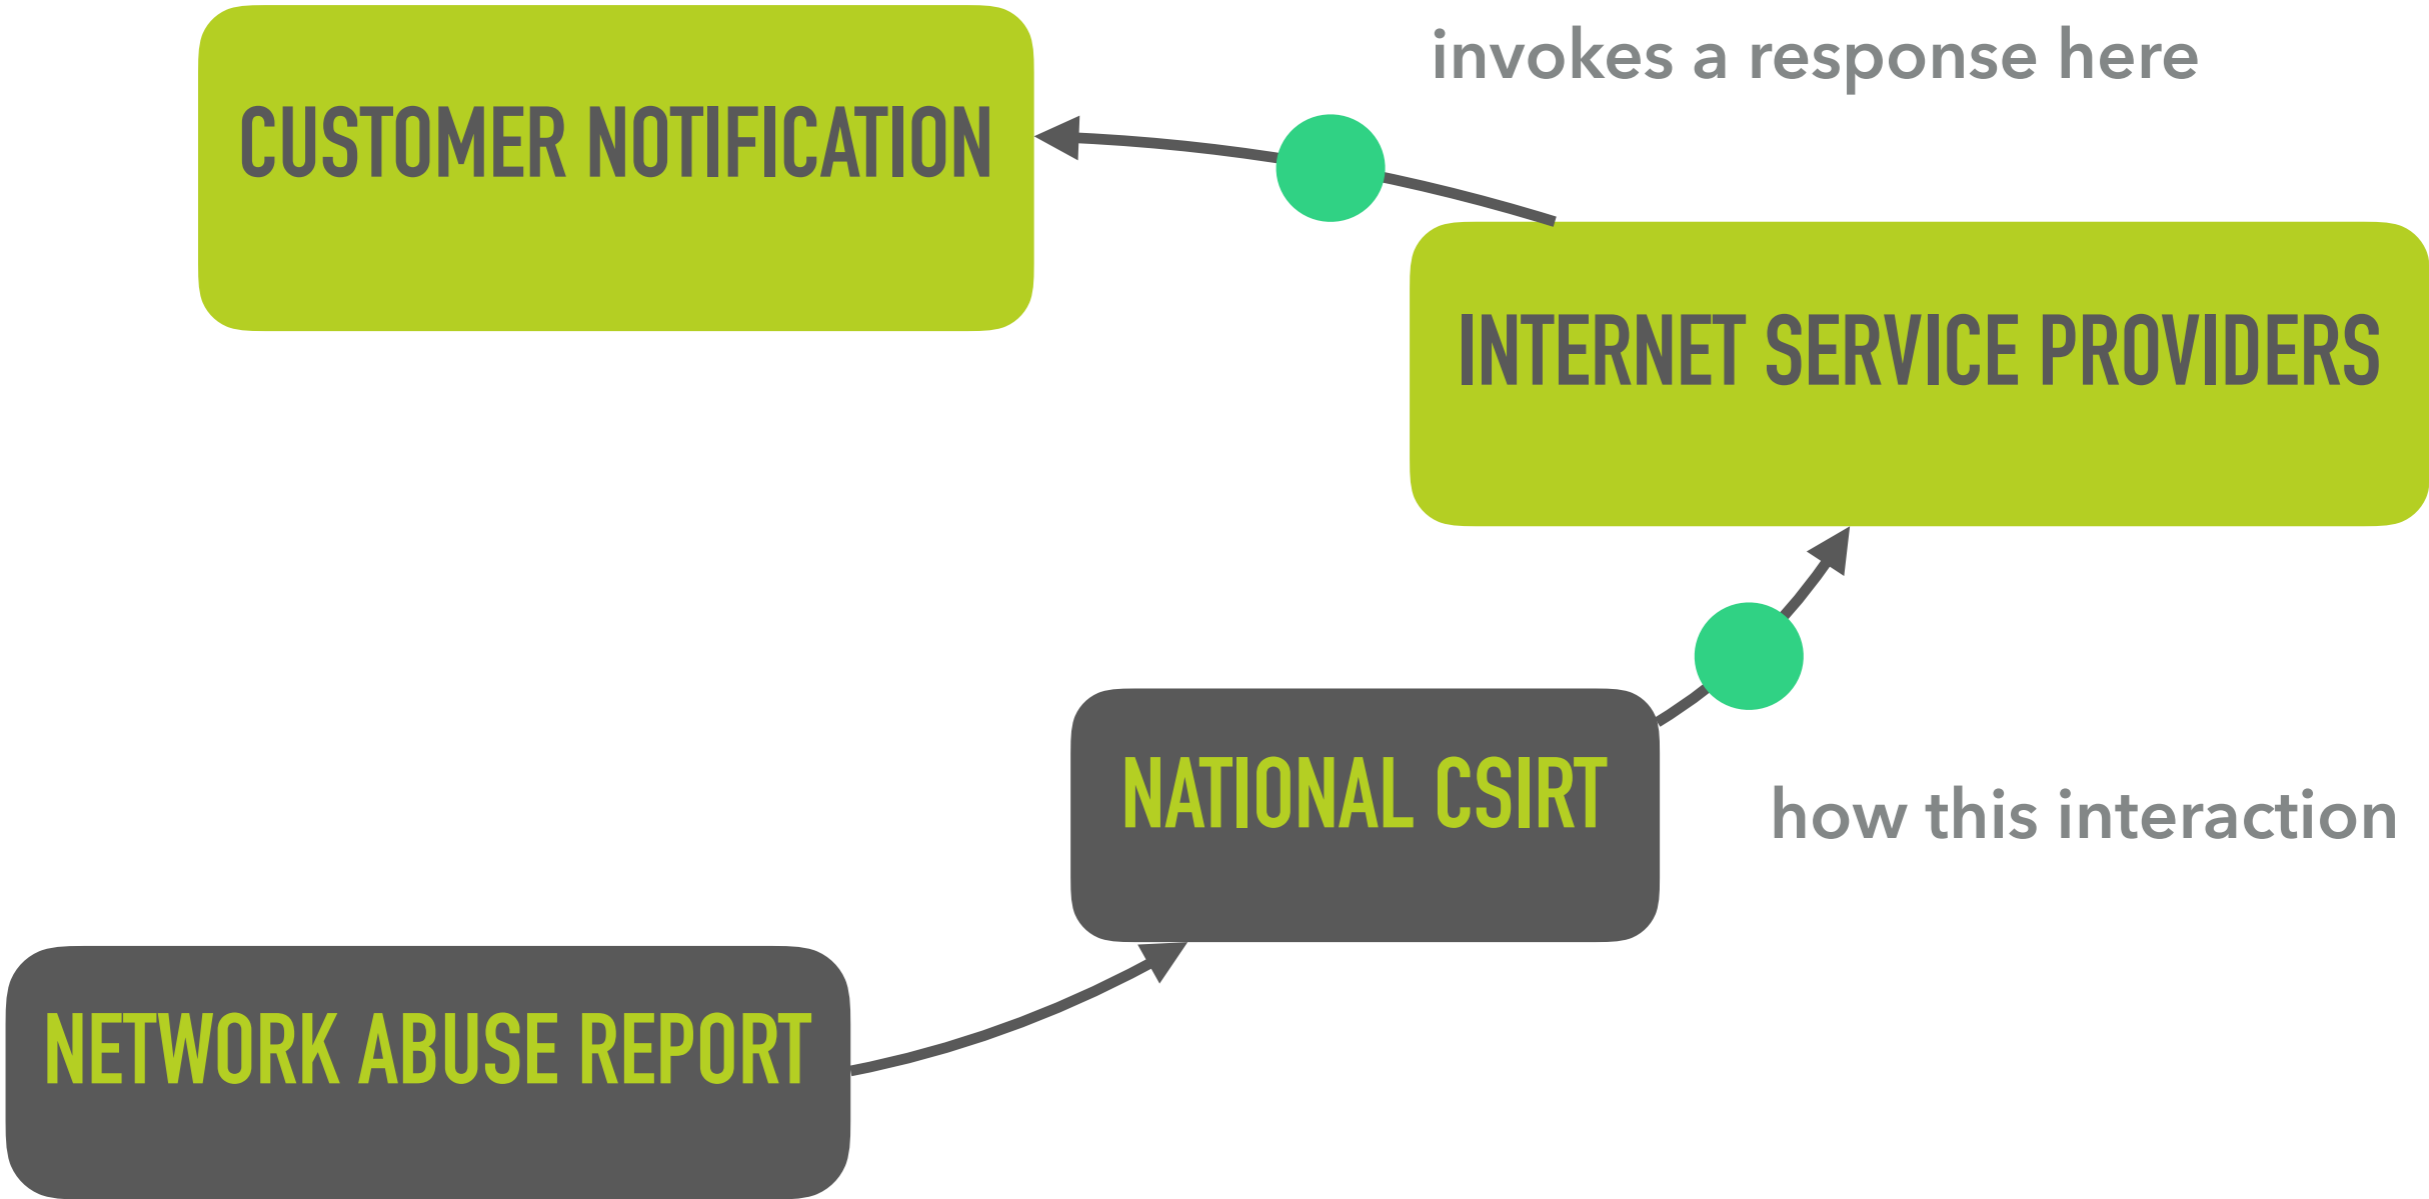 invokes a response here
CUSTOMER NOTIFICATION
INTERNET SERVICE PROVIDERS
NATIONAL CSIRT
how this interaction
NETWORK ABUSE REPORT